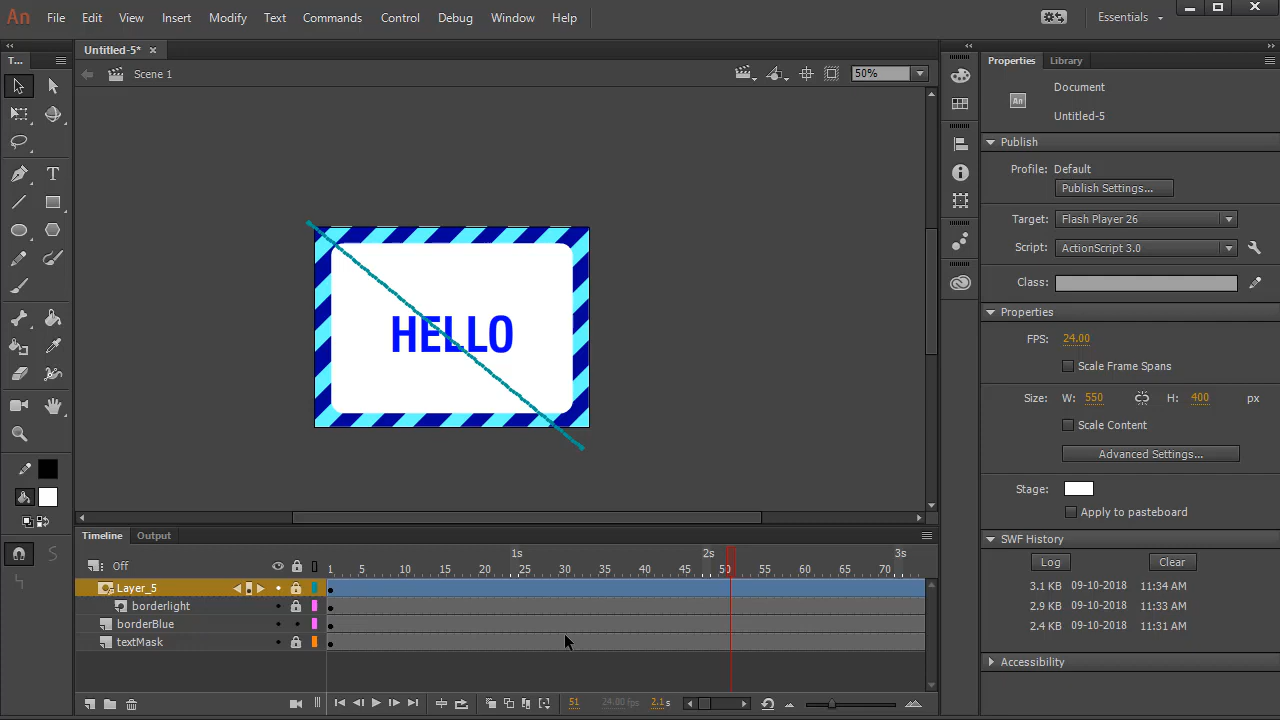 An File Edit View Insert Modify Text Commands Control Debug Window Help Essentials
Untitled-5* ×
T...
Scene 1
50%
HELLO
Properties Library
An Document
Untitled-5
Publish
Profile: Default
Publish Settings...
Target: Flash Player 26
Script: ActionScript 3.0
Class:
Properties
FPS: 24.00
Scale Frame Spans
Size: W: 550 H: 400 px
Scale Content
Advanced Settings...
Stage:
Apply to pasteboard
SWF History
Log Clear
3.1 KB 09-10-2018 11:34 AM
2.9 KB 09-10-2018 11:33 AM
2.4 KB 09-10-2018 11:31 AM
Accessibility
Timeline Output
1s 2s 3s
Off 1 5 10 15 20 25 30 35 40 45 50 55 60 65 70
Layer_5
borderlight
borderBlue
textMask
51 24.00 fps 2.1 s